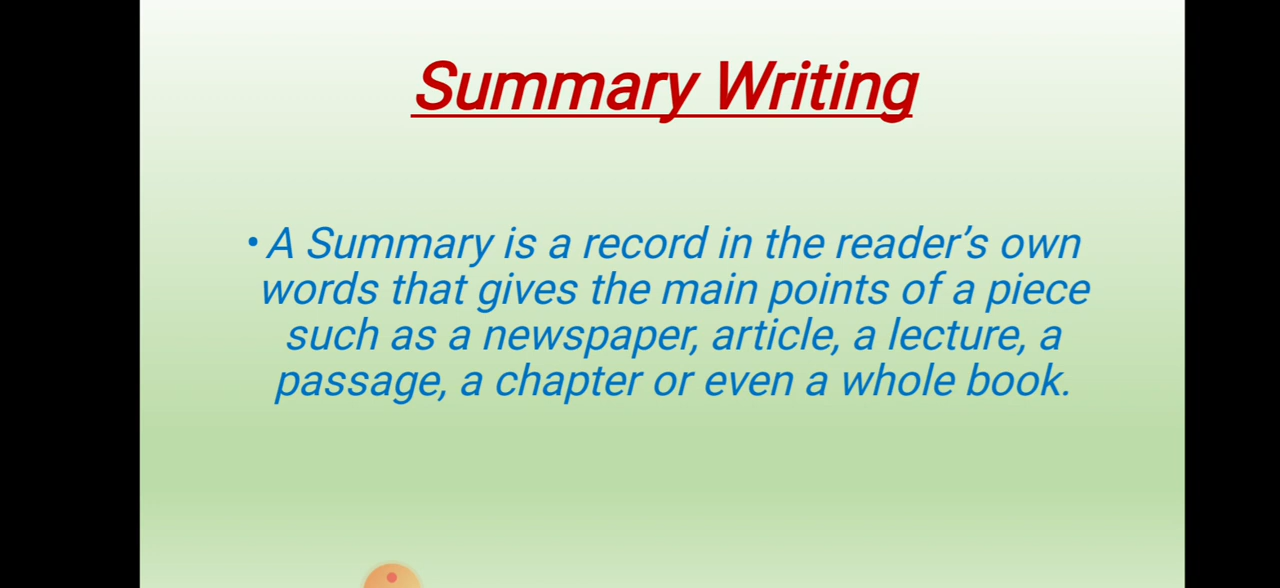 Summary Writing
• A Summary is a record in the reader’s own
words that gives the main points of a piece
such as a newspaper, article, a lecture, a
passage, a chapter or even a whole book.